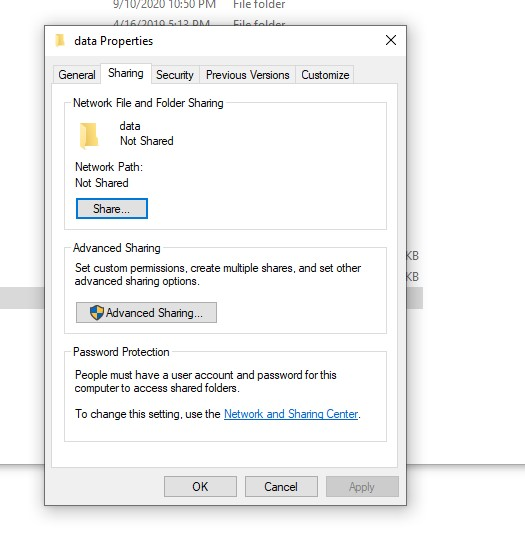 9/10/2020 10:50 PM File folder
4/16/2019 5:13 PM File folder
data Properties
General Sharing Security Previous Versions Customize
Network File and Folder Sharing
data
Not Shared
Network Path:
Not Shared
Share...
Advanced Sharing
Set custom permissions, create multiple shares, and set other
advanced sharing options.
KB
KB
Advanced Sharing...
Password Protection
People must have a user account and password for this
computer to access shared folders.
To change this setting, use the Network and Sharing Center.
OK Cancel Apply